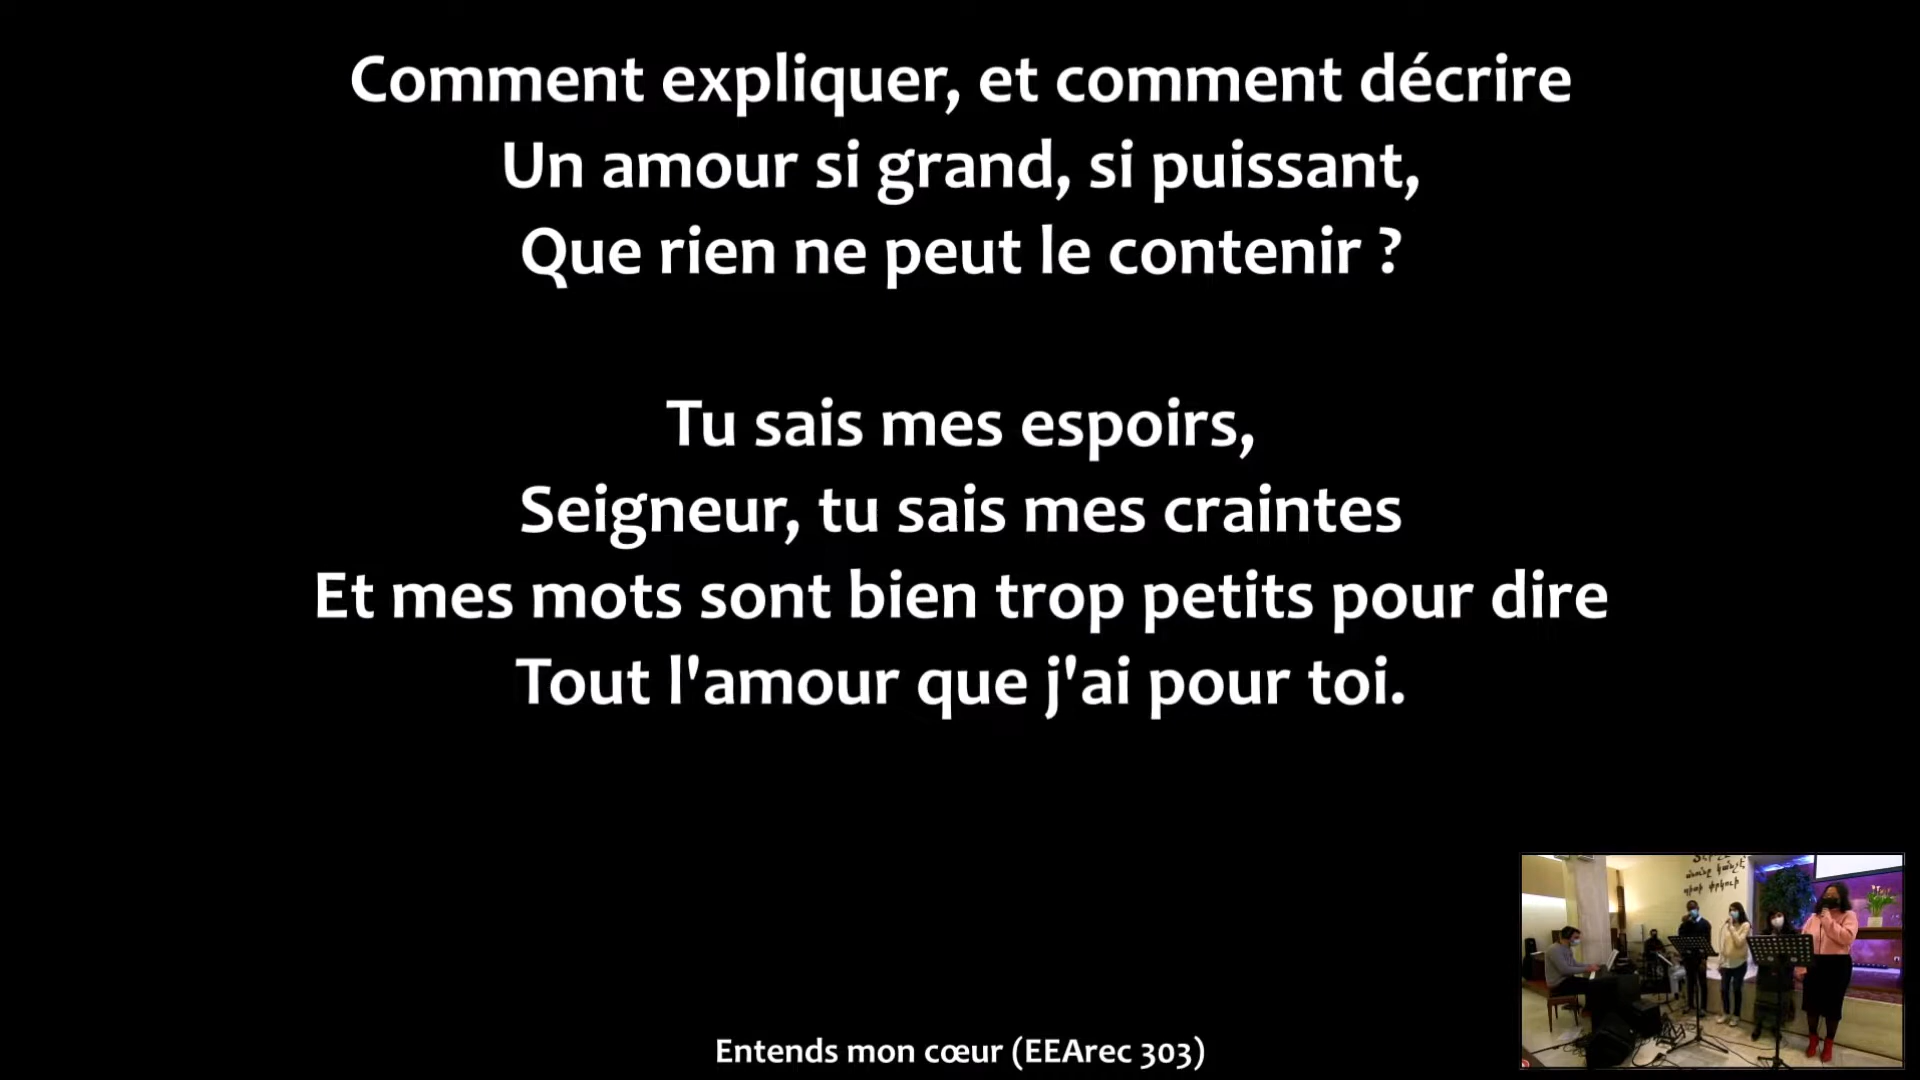 Comment expliquer, et comment décrire
Un amour si grand, si puissant,
Que rien ne peut le contenir ?
Tu sais mes espoirs,
Seigneur, tu sais mes craintes
Et mes mots sont bien trop petits pour dire
Tout l'amour que j'ai pour toi.
Entends mon cœur (EEArec 303)